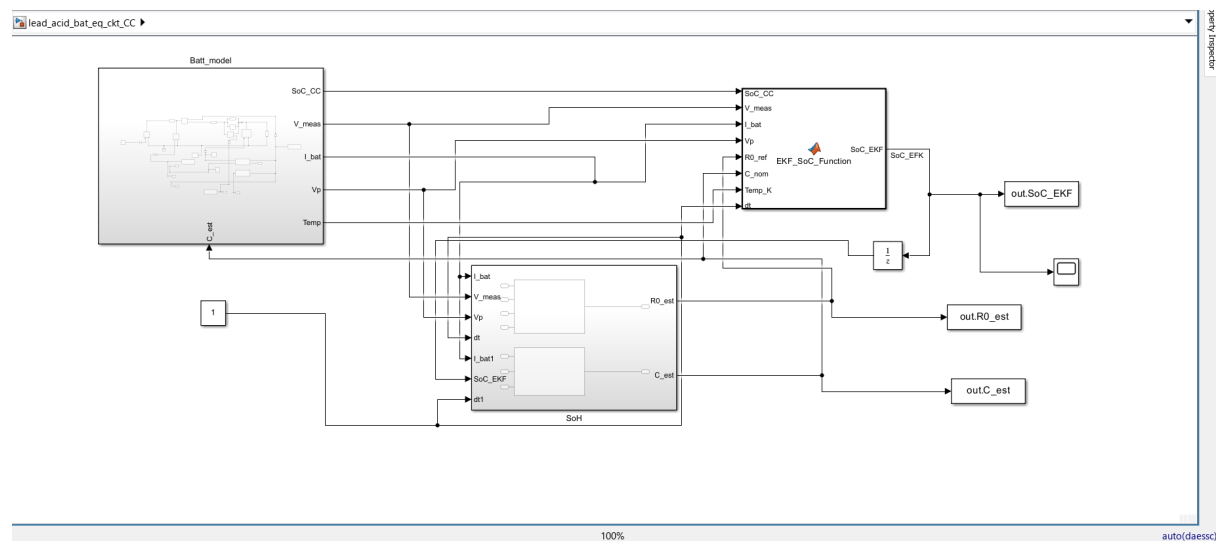 lead_acid_bat_eq_ckt_CC
Property Inspector
Batt_model
SoC_CC
V_meas
I_bat
Vp
Temp
C_est
SoC_CC
V_meas
I_bat
Vp
R0_ref
C_nom
Temp_K
dt
EKF_SoC_Function
SoC_EKF
SoC_EFK
out.SoC_EKF
1
z
1
I_bat
V_meas
Vp
dt
I_bat1
SoC_EKF
dt1
R0_est
C_est
SoH
out.R0_est
out.C_est
100%
auto(daessc)